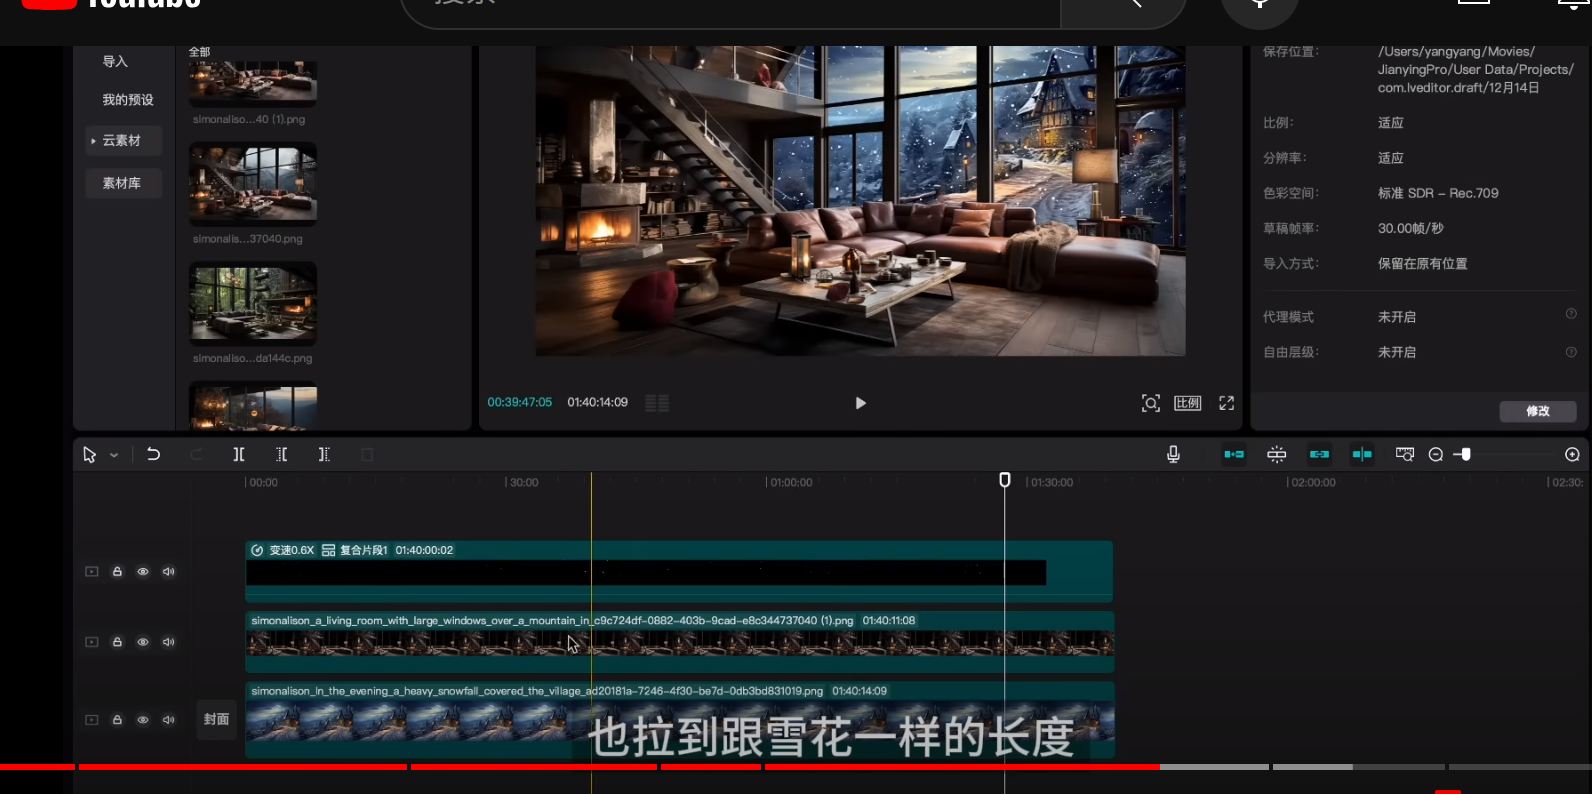 YouTube
搜索
导入
我的预设
云素材
素材库
全部
simonaliso...40 (1).png
simonalis...37040.png
simonaliso...da144c.png
00:39:47:05 01:40:14:09
比例
保存位置: /Users/yangyang/Movies/
JianyingPro/User Data/Projects/
com.lveditor.draft/12月14日
比例: 适应
分辨率: 适应
色彩空间: 标准 SDR – Rec.709
草稿帧率: 30.00帧/秒
导入方式: 保留在原有位置
代理模式 未开启
自由层级: 未开启
修改
00:00 30:00 01:00:00 01:30:00 02:00:00 02:30:
变速0.6X 复合片段1 01:40:00:02
simonalison_a_living_room_with_large_windows_over_a_mountain_in_c9c724df-0882-403b-9cad-e8c344737040 (1).png 01:40:11:08
simonalison_In_the_evening_a_heavy_snowfall_covered_the_village_ad20181a-7246-4f30-be7d-0db3bd831019.png 01:40:14:09
封面
也拉到跟雪花一样的长度